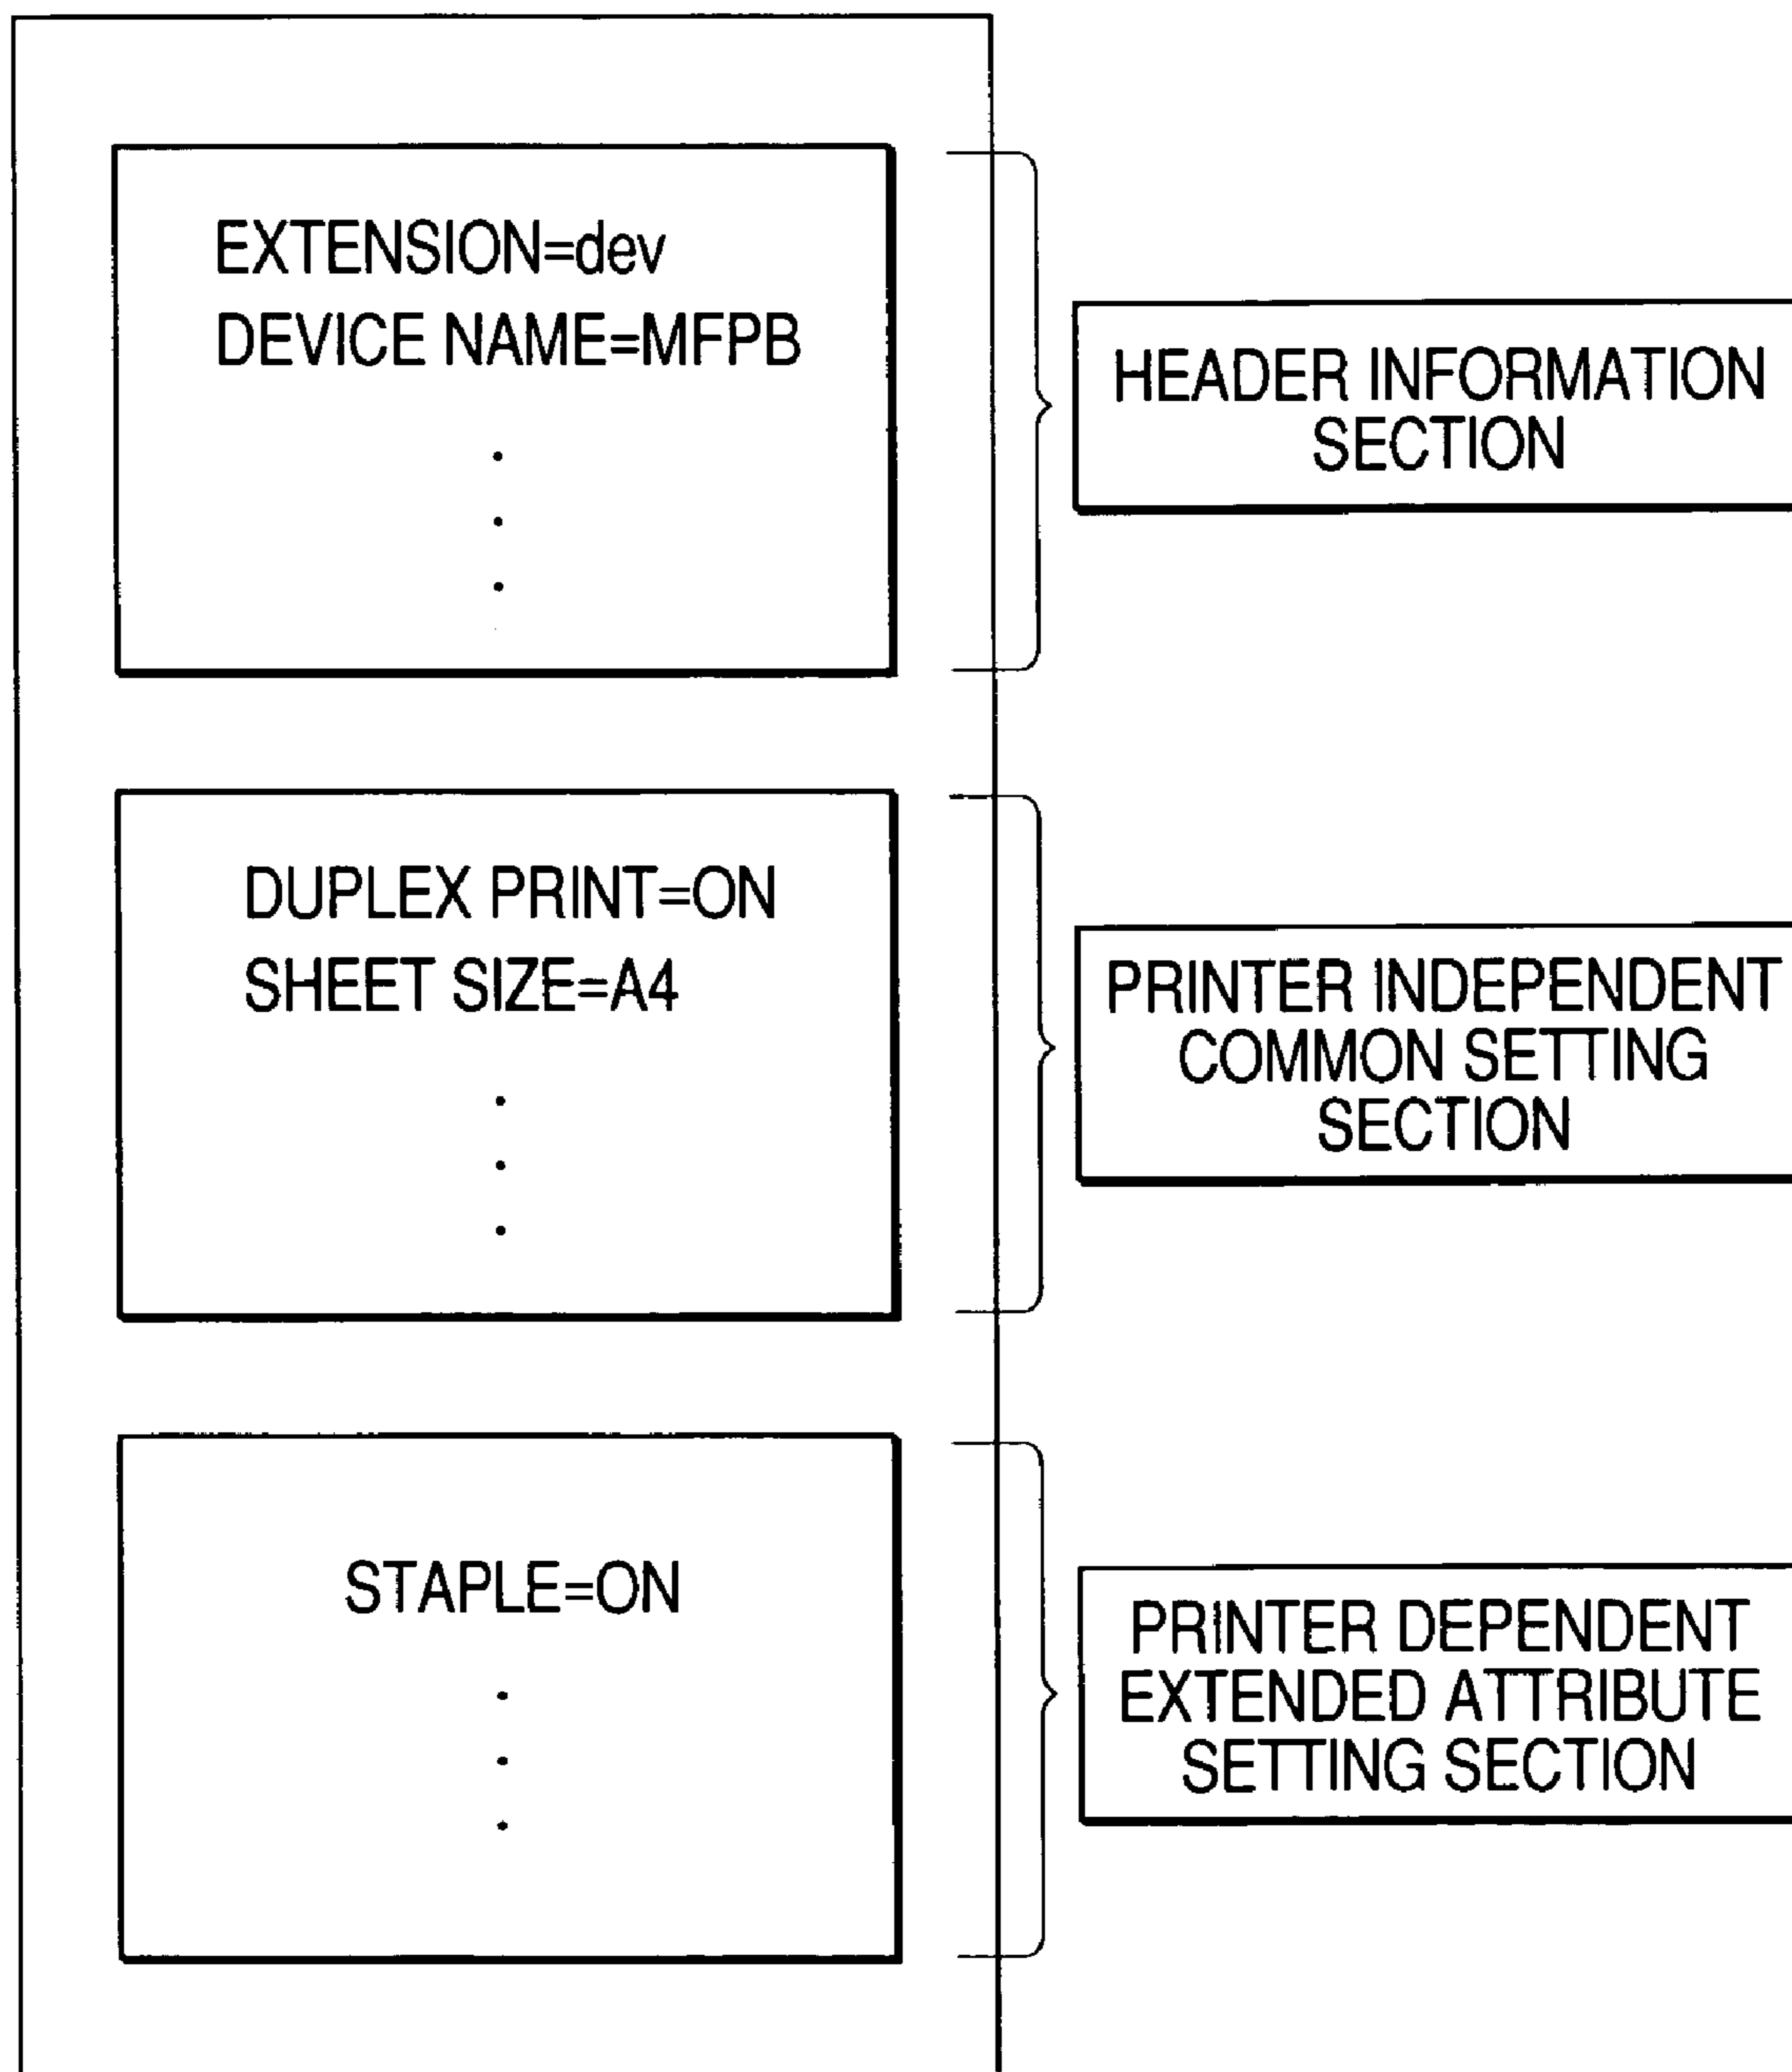 EXTENSION=dev
DEVICE NAME=MFPB
HEADER INFORMATION
SECTION
DUPLEX PRINT=ON
SHEET SIZE=A4
PRINTER INDEPENDENT
COMMON SETTING
SECTION
STAPLE=ON
PRINTER DEPENDENT
EXTENDED ATTRIBUTE
SETTING SECTION